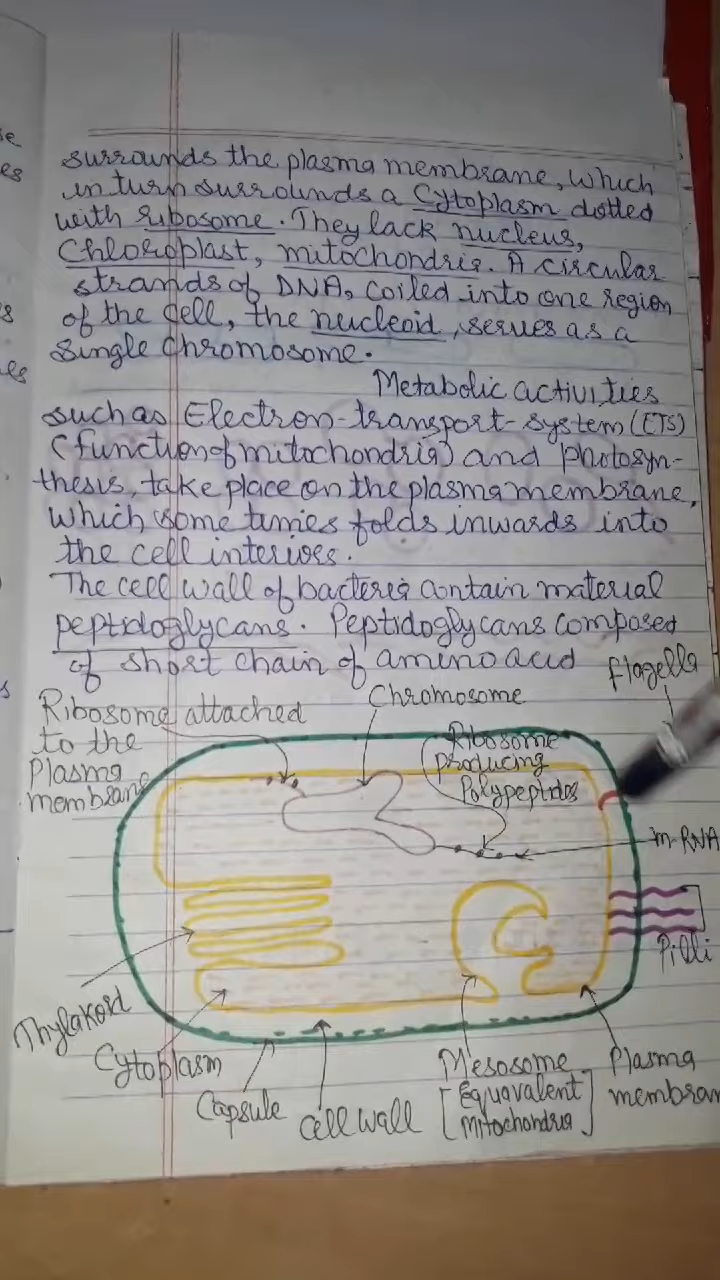 surrounds the plasma membrane, which
in turn surrounds a Cytoplasm dotted
with ribosome. They lack nucleus,
Chloroplast, mitochondria. A circular
strands of DNA, coiled into one region
of the cell, the nucleoid, serves as a
single chromosome.
Metabolic activities
such as Electron-transport-system (ETS)
(function of mitochondria) and photosyn-
thesis, take place on the plasma membrane,
which some times folds inwards into
the cell interiors.
The cell wall of bacteria contain material
peptidoglycans. Peptidoglycans composed
of short chain of amino acid
flagella
Chromosome
Ribosome attached
to the
Plasma
membrane
Ribosome
producing
Polypeptides
m-RNA
Pilli
Thylakoid
Cytoplasm
Capsule
cell wall
Mesosome
[Equavalent]
mitochondria
Plasma
membran